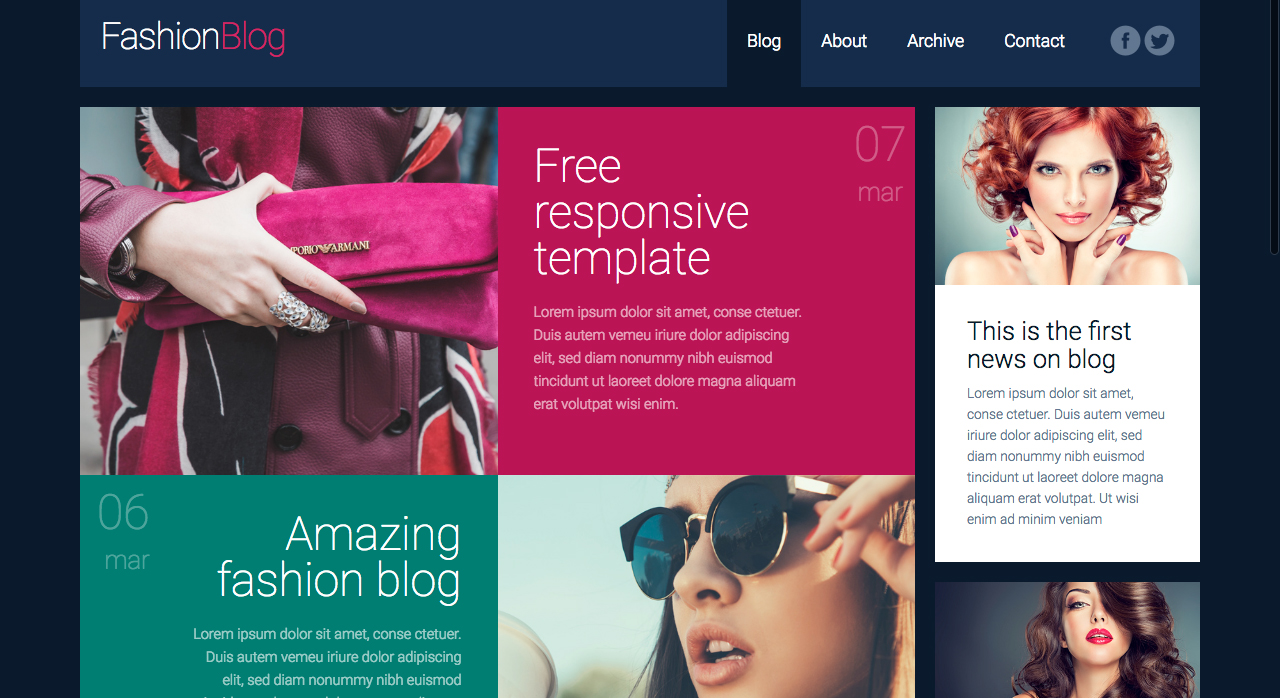 FashionBlog
Blog About Archive Contact
07
mar
Free
responsive
template
Lorem ipsum dolor sit amet, conse ctetuer.
Duis autem vemeu iriure dolor adipiscing
elit, sed diam nonummy nibh euismod
tincidunt ut laoreet dolore magna aliquam
erat volutpat wisi enim.
ARMANI
This is the first
news on blog
Lorem ipsum dolor sit amet,
conse ctetuer. Duis autem vemeu
iriure dolor adipiscing elit, sed
diam nonummy nibh euismod
tincidunt ut laoreet dolore magna
aliquam erat volutpat. Ut wisi
enim ad minim veniam
06
mar
Amazing
fashion blog
Lorem ipsum dolor sit amet, conse ctetuer.
Duis autem vemeu iriure dolor adipiscing
elit, sed diam nonummy nibh euismod